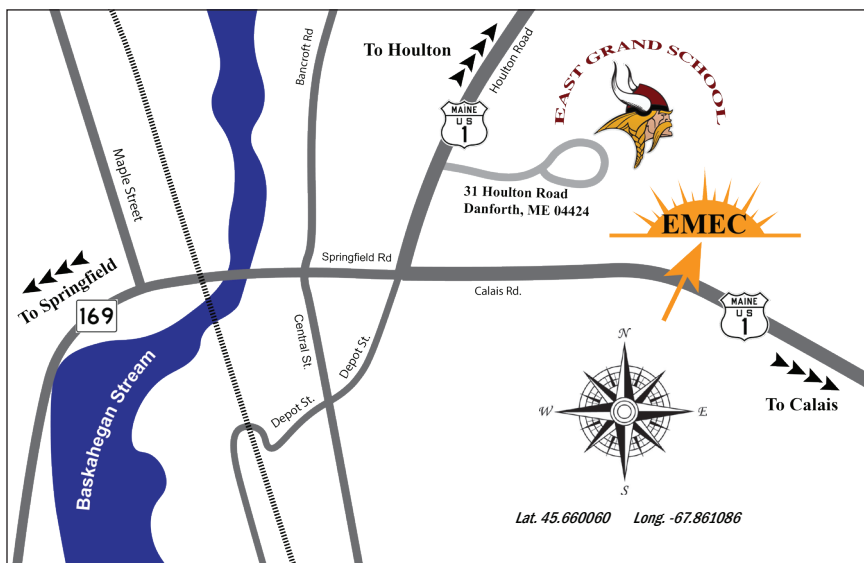 To Houlton
Houlton Road
Bancroft Rd
EAST GRAND SCHOOL
MAINE
US
1
Maple Street
31 Houlton Road
Danforth, ME 04424
EMEC
Springfield Rd
To Springfield
169
Calais Rd.
MAINE
US
1
Central St.
Depot St.
Depot St.
Baskahegan Stream
To Calais
N
W
E
S
Lat. 45.660060 Long. -67.861086